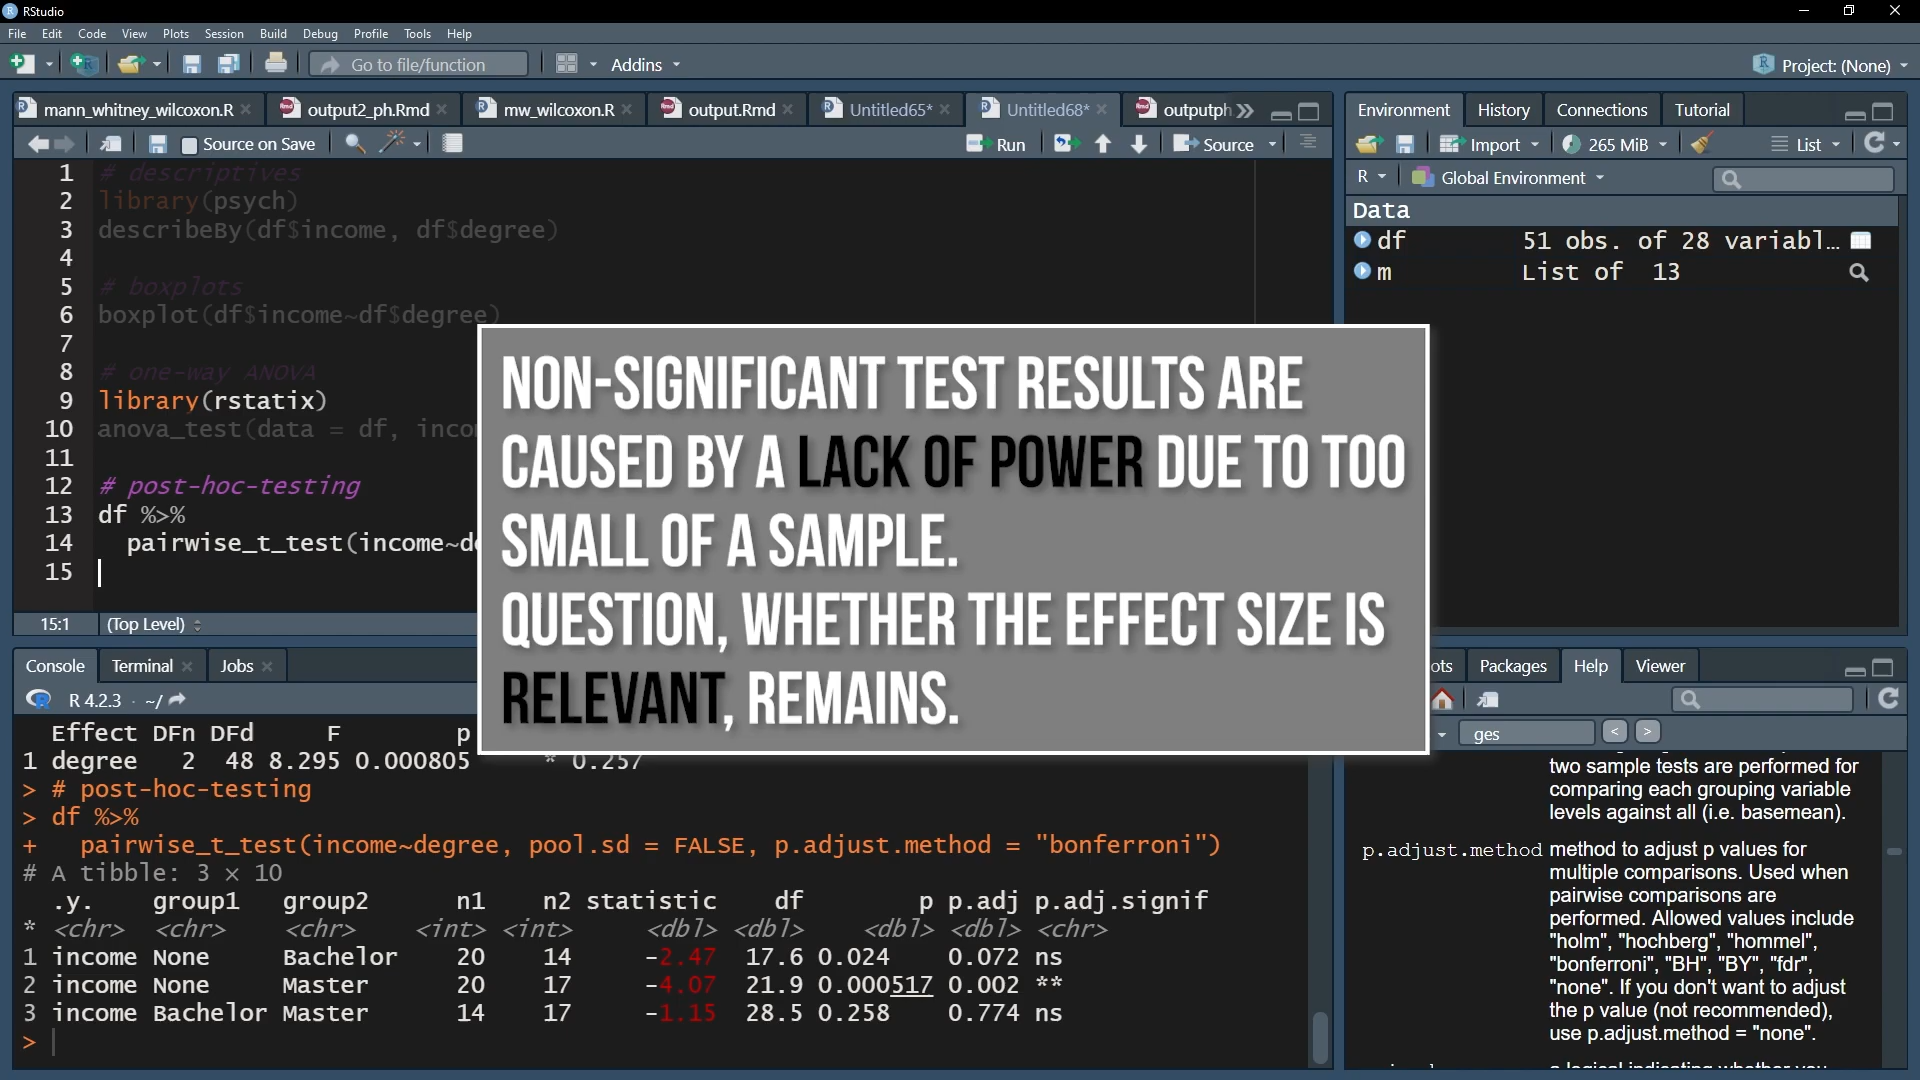 RStudio
File Edit Code View Plots Session Build Debug Profile Tools Help
Go to file/function Addins Project: (None)
mann_whitney_wilcoxon.R output2_ph.Rmd mw_wilcoxon.R output.Rmd Untitled65* Untitled68* outputph
Source on Save Run Source
1 # descriptives
2 library(psych)
3 describeBy(df$income, df$degree)
4
5 # boxplots
6 boxplot(df$income~df$degree)
7
8 # one-way ANOVA
9 library(rstatix)
10 anova_test(data = df, inco
11
12 # post-hoc-testing
13 df %>%
14 pairwise_t_test(income~d
15
15:1 (Top Level)
NON-SIGNIFICANT TEST RESULTS ARE
CAUSED BY A LACK OF POWER DUE TO TOO
SMALL OF A SAMPLE.
QUESTION, WHETHER THE EFFECT SIZE IS
RELEVANT, REMAINS.
Console Terminal Jobs
R 4.2.3 · ~/
Effect DFn DFd F p
1 degree 2 48 8.295 0.000805 * 0.257
> # post-hoc-testing
> df %>%
+ pairwise_t_test(income~degree, pool.sd = FALSE, p.adjust.method = "bonferroni")
# A tibble: 3 × 10
.y. group1 group2 n1 n2 statistic df p p.adj p.adj.signif
* <chr> <chr> <chr> <int> <int> <dbl> <dbl> <dbl> <dbl> <chr>
1 income None Bachelor 20 14 -2.47 17.6 0.024 0.072 ns
2 income None Master 20 17 -4.07 21.9 0.000517 0.002 **
3 income Bachelor Master 14 17 -1.15 28.5 0.258 0.774 ns
>
Environment History Connections Tutorial
Import 265 MiB List
R Global Environment
Data
df 51 obs. of 28 variabl…
m List of 13
ots Packages Help Viewer
ges < >
two sample tests are performed for
comparing each grouping variable
levels against all (i.e. basemean).
p.adjust.method method to adjust p values for
multiple comparisons. Used when
pairwise comparisons are
performed. Allowed values include
"holm", "hochberg", "hommel",
"bonferroni", "BH", "BY", "fdr",
"none". If you don't want to adjust
the p value (not recommended),
use p.adjust.method = "none".